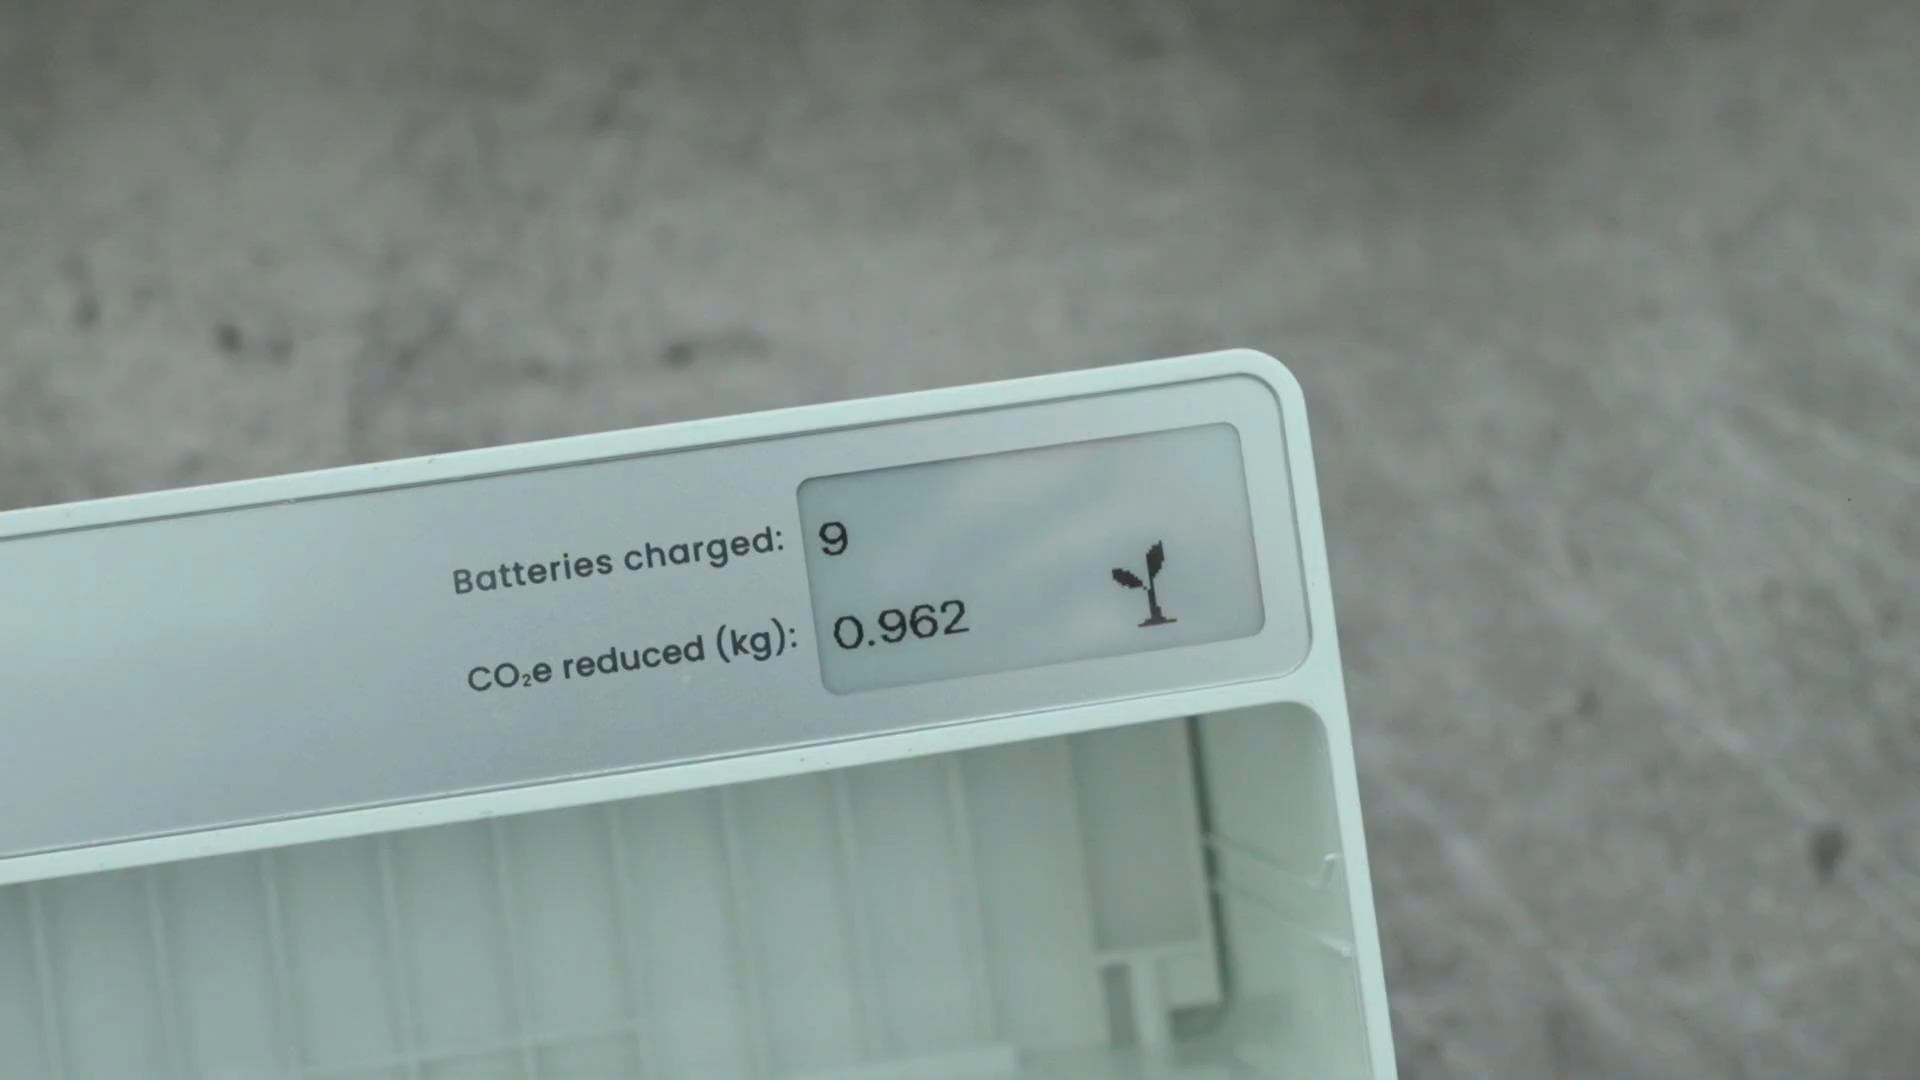 Batteries charged: 9
CO₂e reduced (kg): 0.962